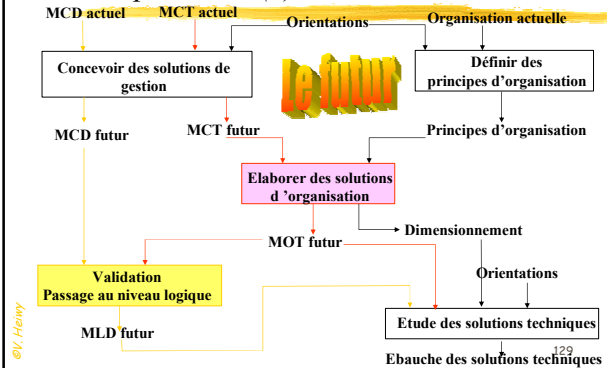 MCD actuel
MCT actuel
Orientations
Organisation actuelle
Concevoir des solutions de
gestion
Le futur
Définir des
principes d'organisation
MCD futur
MCT futur
Principes d'organisation
Elaborer des solutions
d 'organisation
MOT futur
Dimensionnement
Validation
Passage au niveau logique
Orientations
MLD futur
Etude des solutions techniques
Ebauche des solutions techniques
129
©V. Heiwy